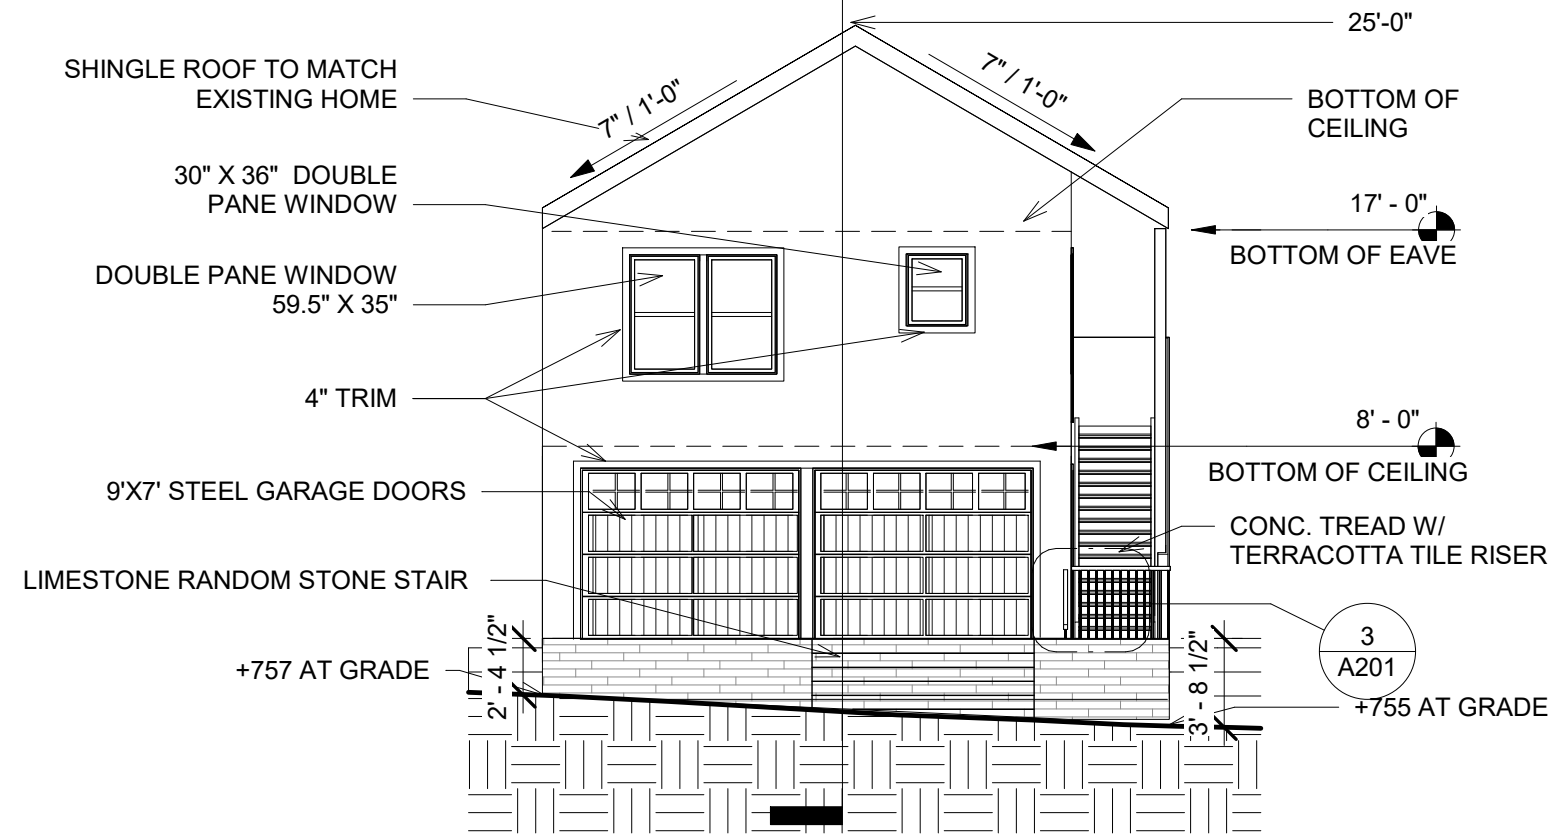 25'-0"
SHINGLE ROOF TO MATCH
EXISTING HOME
7" / 1'-0"
7" / 1'-0"
BOTTOM OF
CEILING
30" X 36" DOUBLE
PANE WINDOW
17' - 0"
BOTTOM OF EAVE
DOUBLE PANE WINDOW
59.5" X 35"
4" TRIM
8' - 0"
BOTTOM OF CEILING
9'X7' STEEL GARAGE DOORS
CONC. TREAD W/
TERRACOTTA TILE RISER
LIMESTONE RANDOM STONE STAIR
3
A201
2' - 4 1/2"
3' - 8 1/2"
+757 AT GRADE
+755 AT GRADE